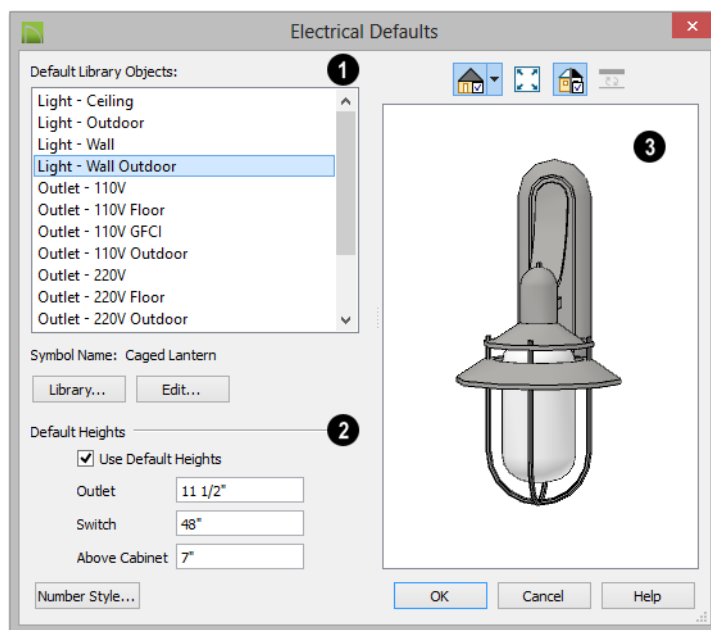 Electrical Defaults
Default Library Objects:
1
Light - Ceiling
Light - Outdoor
Light - Wall
Light - Wall Outdoor
Outlet - 110V
Outlet - 110V Floor
Outlet - 110V GFCI
Outlet - 110V Outdoor
Outlet - 220V
Outlet - 220V Floor
Outlet - 220V Outdoor
Symbol Name: Caged Lantern
Library...
Edit...
Default Heights
2
Use Default Heights
Outlet 11 1/2"
Switch 48"
Above Cabinet 7"
Number Style...
3
OK
Cancel
Help